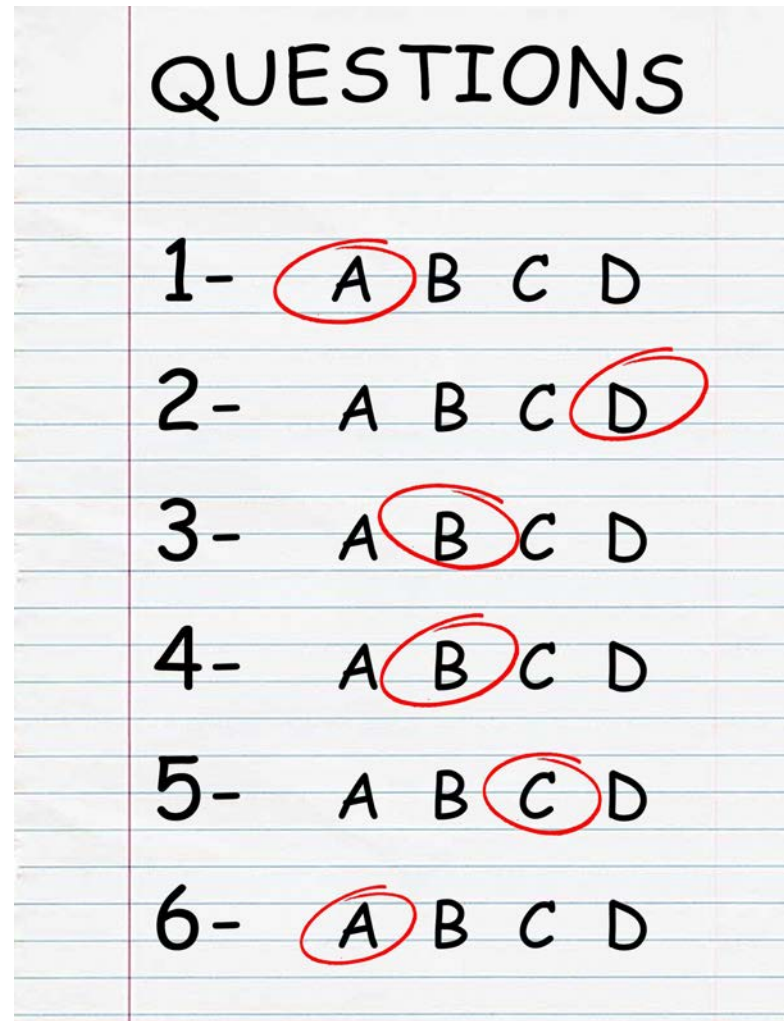 QUESTIONS
1- A B C D
2- A B C D
3- A B C D
4- A B C D
5- A B C D
6- A B C D